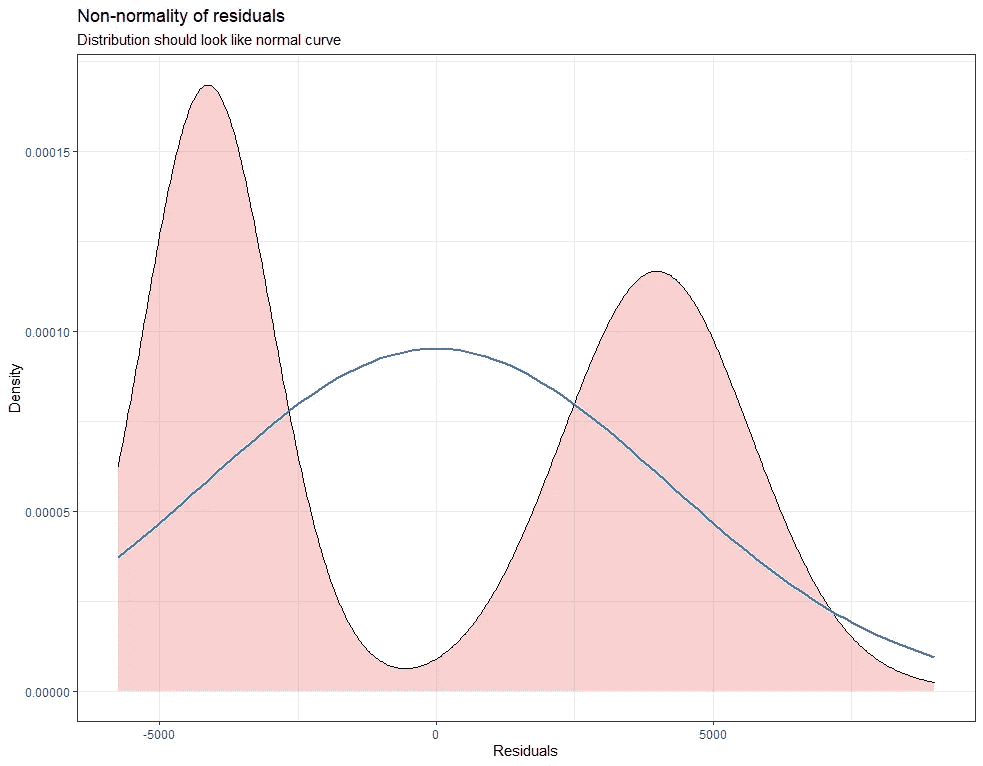 Non-normality of residuals
Distribution should look like normal curve
0.00015
0.00010
0.00005
0.00000
Density
-5000
0
5000
Residuals